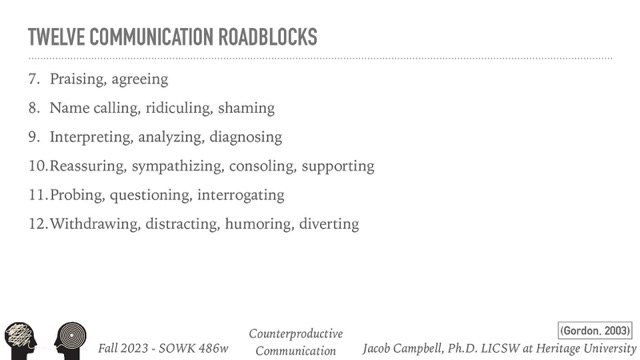 TWELVE COMMUNICATION ROADBLOCKS
7. Praising, agreeing
8. Name calling, ridiculing, shaming
9. Interpreting, analyzing, diagnosing
10.Reassuring, sympathizing, consoling, supporting
11.Probing, questioning, interrogating
12.Withdrawing, distracting, humoring, diverting
(Gordon, 2003)
Fall 2023 - SOWK 486w
Counterproductive
Communication
Jacob Campbell, Ph.D. LICSW at Heritage University